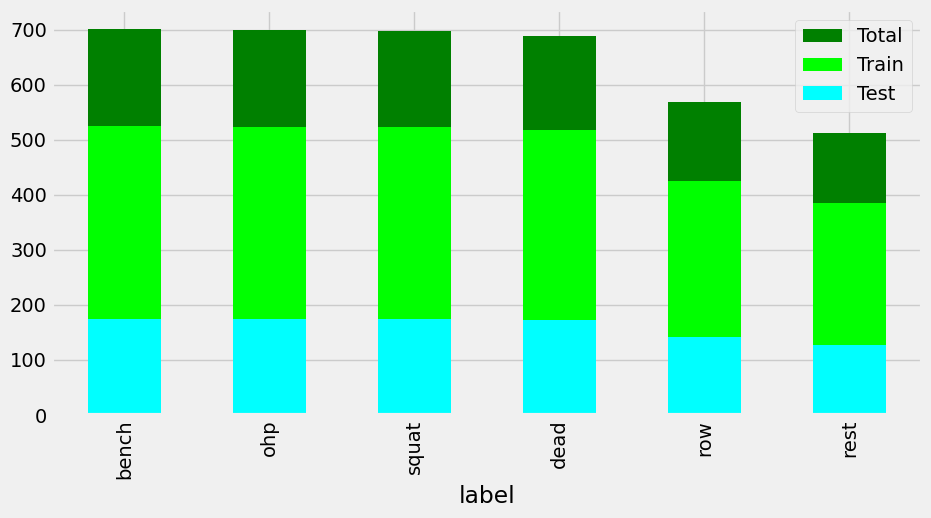 700
600
500
400
300
200
100
0
Total
Train
Test
bench
ohp
squat
dead
row
rest
label